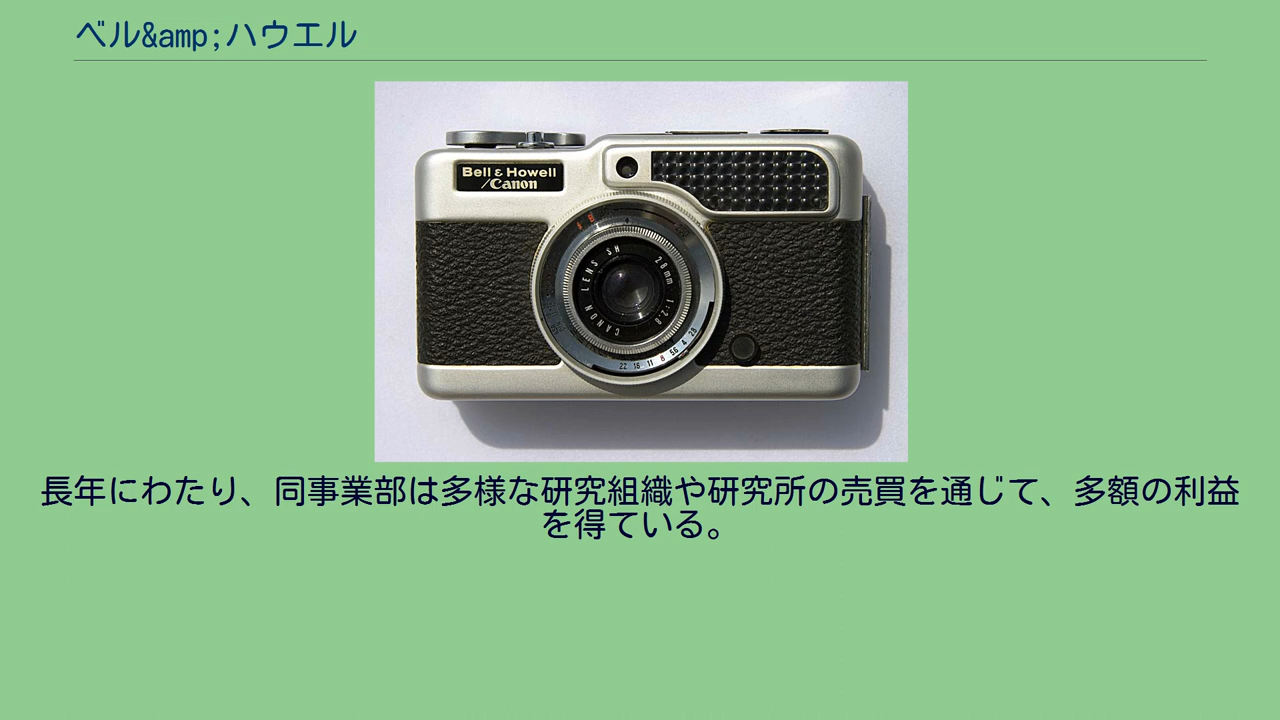 ベル&amp;ハウエル
Bell & Howell
/Canon
CANON LENS SH 28mm 1:2.8
22 16 11 8 5.6 4 2.8
長年にわたり、同事業部は多様な研究組織や研究所の売買を通じて、多額の利益
を得ている。